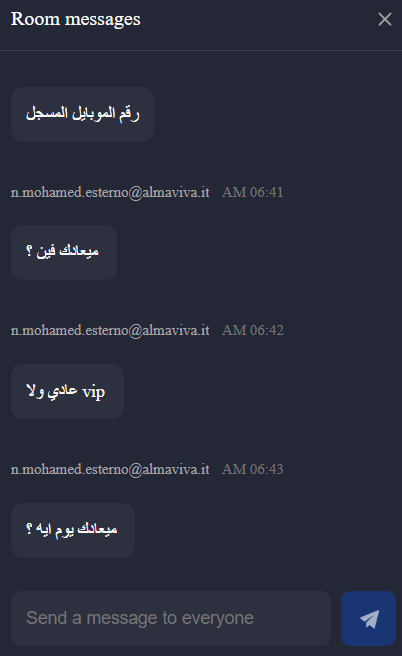 Room messages
رقم الموبايل المسجل
n.mohamed.esterno@almaviva.it AM 06:41
ميعادك فين ؟
n.mohamed.esterno@almaviva.it AM 06:42
عادي ولا vip
n.mohamed.esterno@almaviva.it AM 06:43
ميعادك يوم ايه ؟
Send a message to everyone